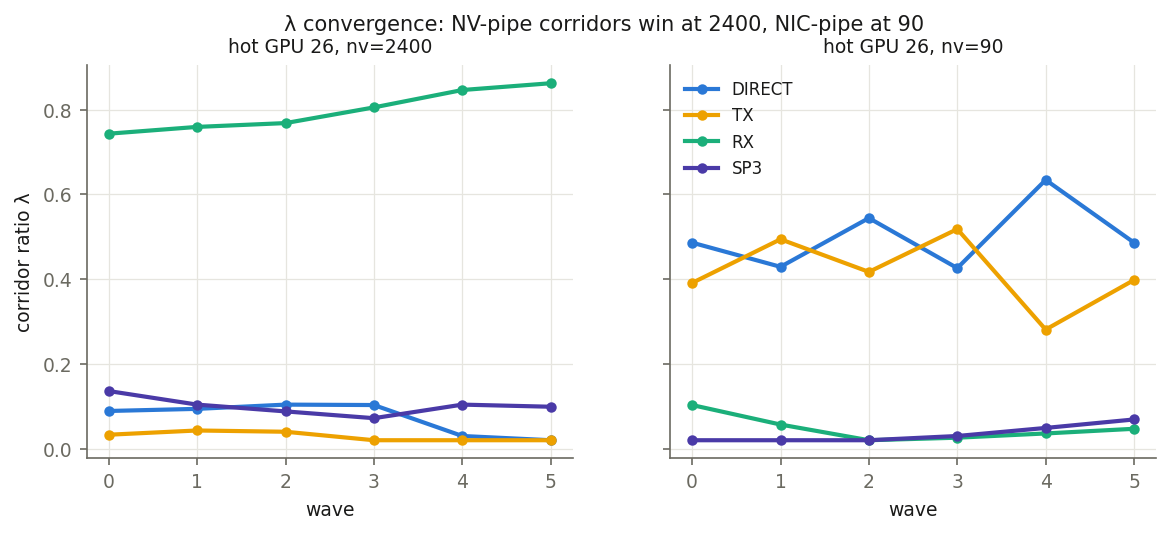 λ convergence: NV-pipe corridors win at 2400, NIC-pipe at 90
hot GPU 26, nv=2400
hot GPU 26, nv=90
corridor ratio λ
0.8
0.6
0.4
0.2
0.0
0 1 2 3 4 5
wave
DIRECT
TX
RX
SP3
0 1 2 3 4 5
wave